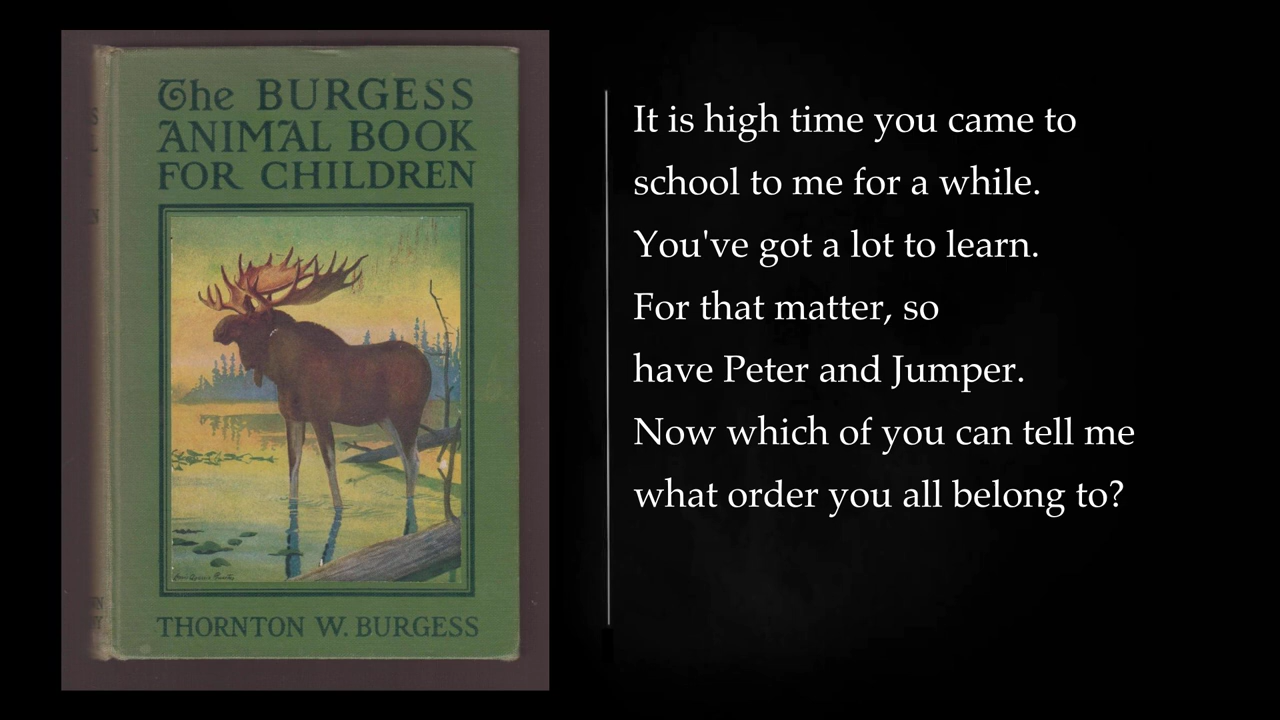 The BURGESS
ANIMAL BOOK
FOR CHILDREN
THORNTON W. BURGESS
It is high time you came to
school to me for a while.
You've got a lot to learn.
For that matter, so
have Peter and Jumper.
Now which of you can tell me
what order you all belong to?